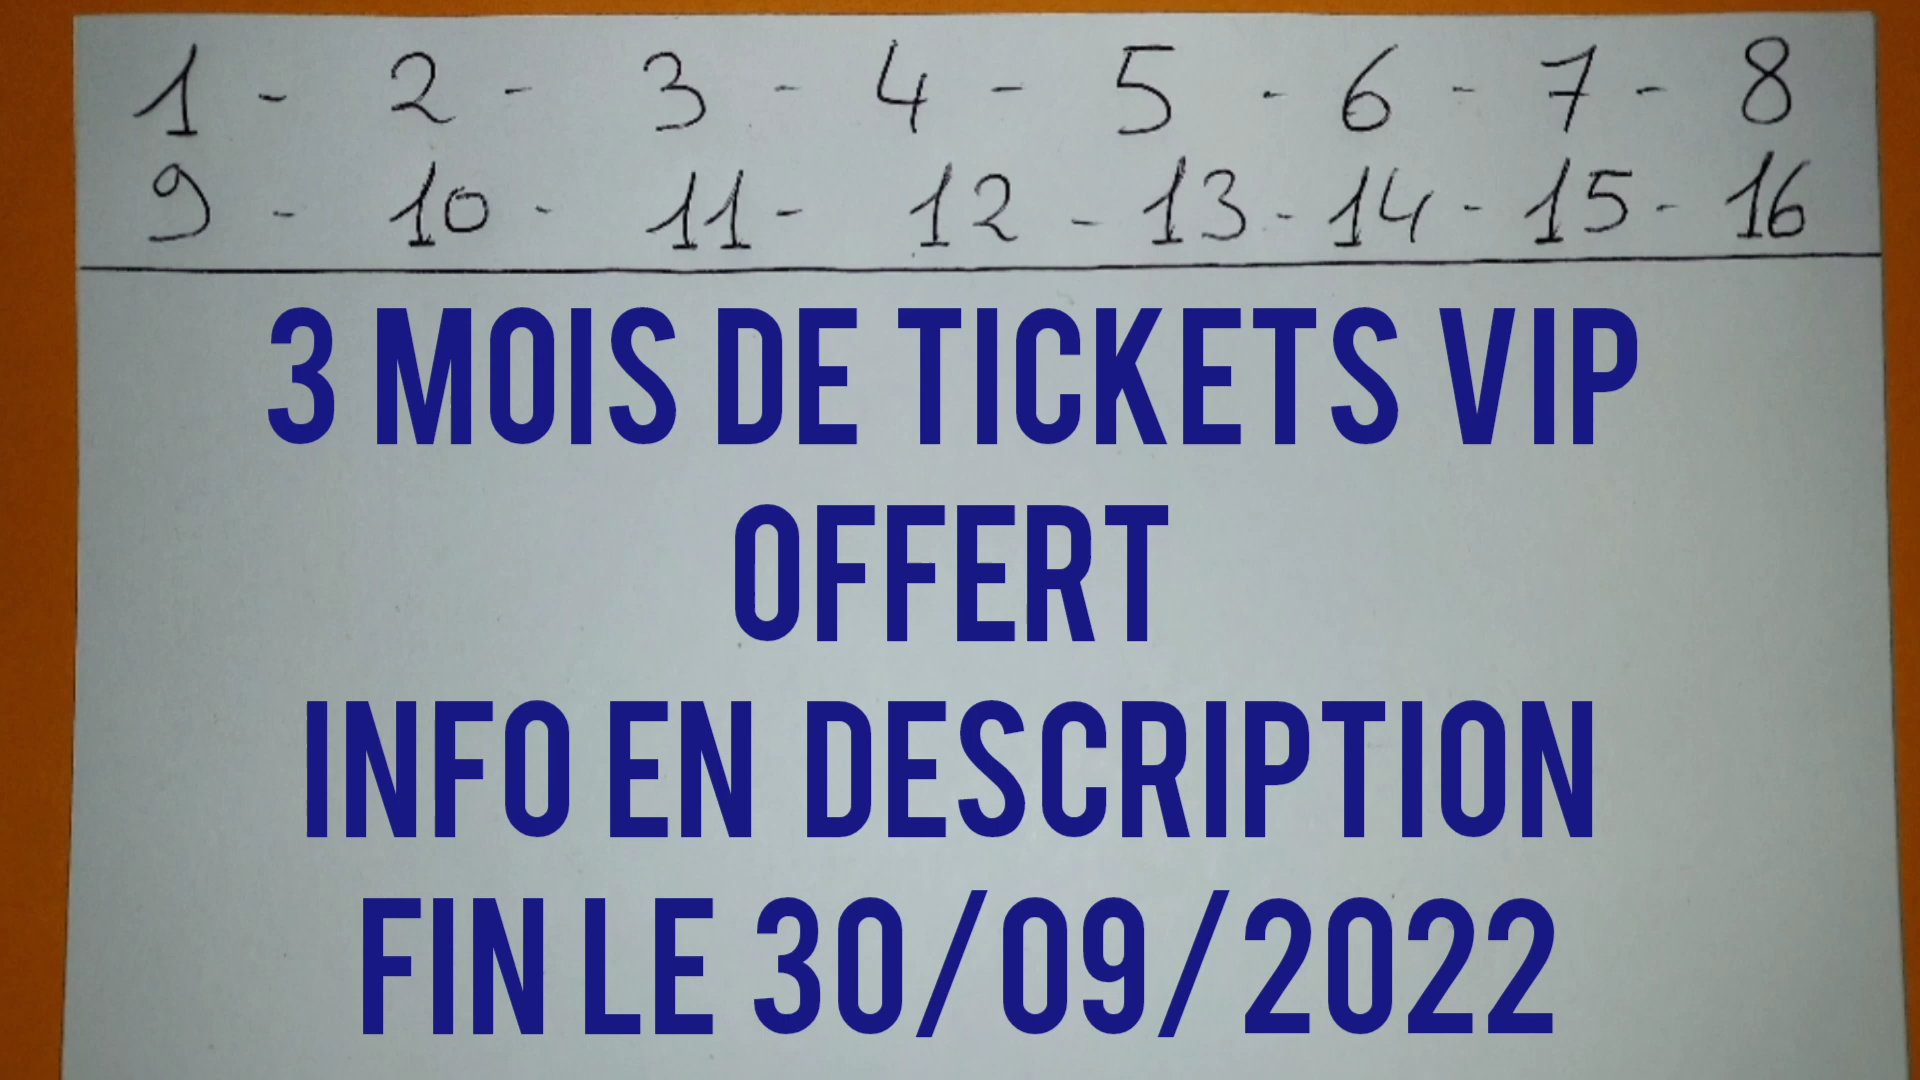 1 - 2 - 3 - 4 - 5 - 6 - 7 - 8
9 - 10 - 11 - 12 - 13 - 14 - 15 - 16
3 MOIS DE TICKETS VIP
OFFERT
INFO EN DESCRIPTION
FIN LE 30/09/2022